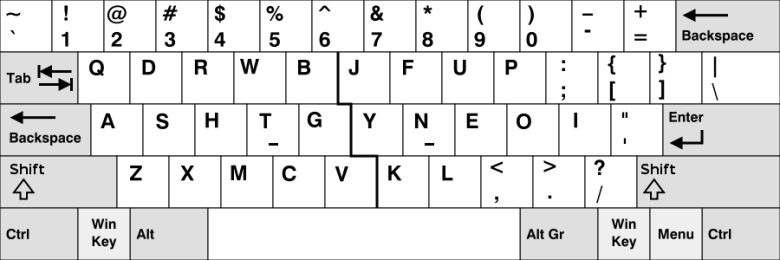 ~ ! @ # $ % ^ & * ( ) _ +
` 1 2 3 4 5 6 7 8 9 0 - = Backspace
Tab Q D R W B J F U P : ; { [ } ] | \
Backspace A S H T G Y N E O I " ' Enter
Shift Z X M C V K L < , > . ? / Shift
Ctrl Win Key Alt Alt Gr Win Key Menu Ctrl